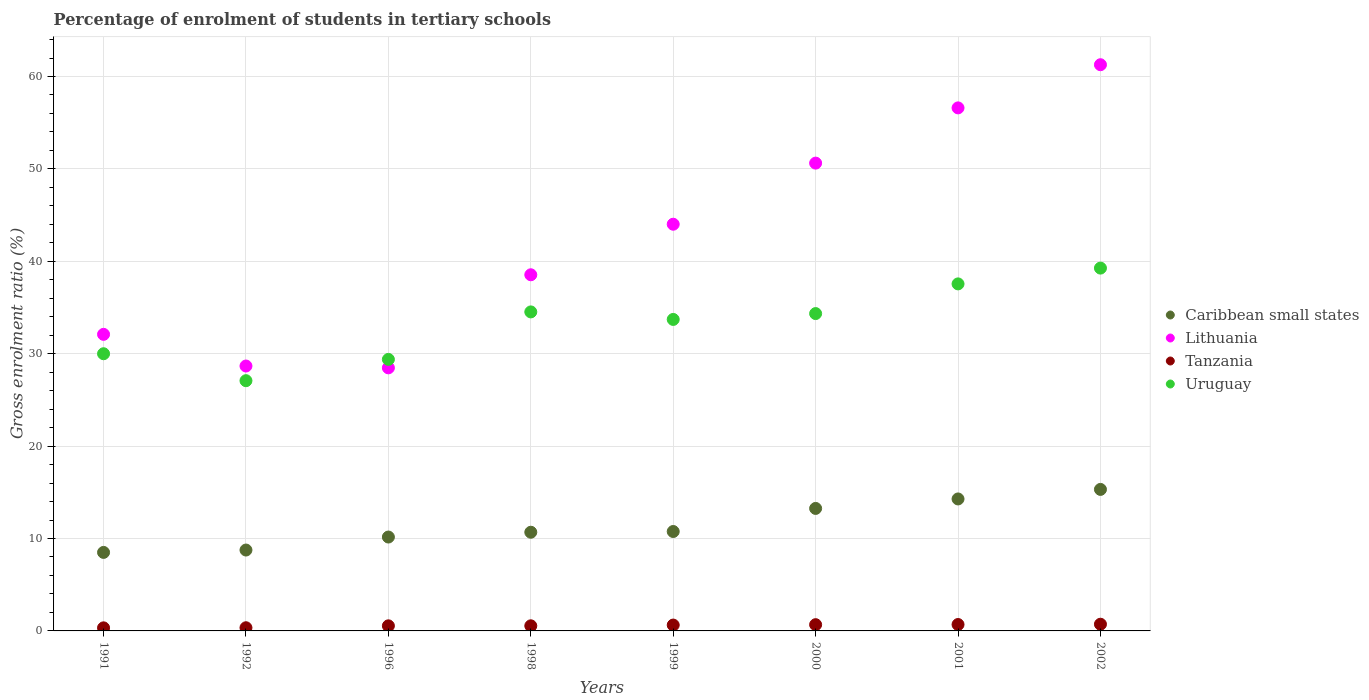 Percentage of enrolment of students in tertiary schools
Gross enrolment ratio (%)
60
50
40
30
20
10
0
1991
1992
1996
1998
1999
2000
2001
2002
Years
Caribbean small states
Lithuania
Tanzania
Uruguay